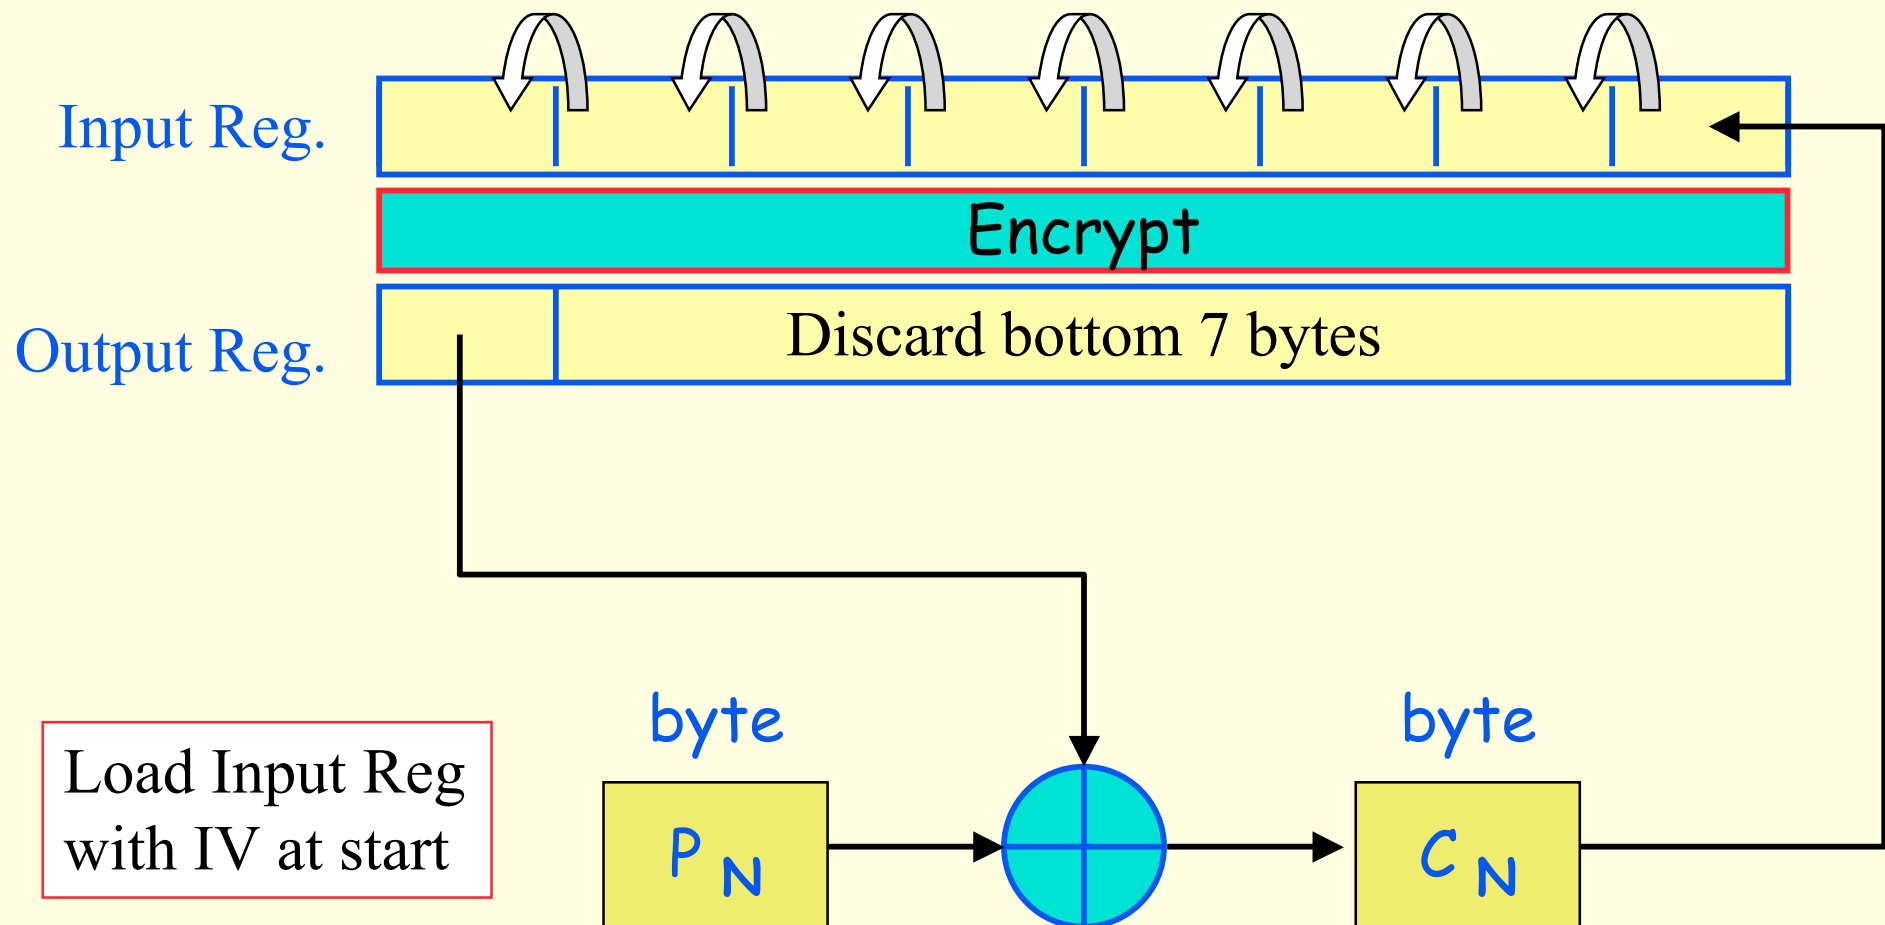 Input Reg.
Encrypt
Output Reg.
Discard bottom 7 bytes
byte
byte
Load Input Reg
with IV at start
P N
C N